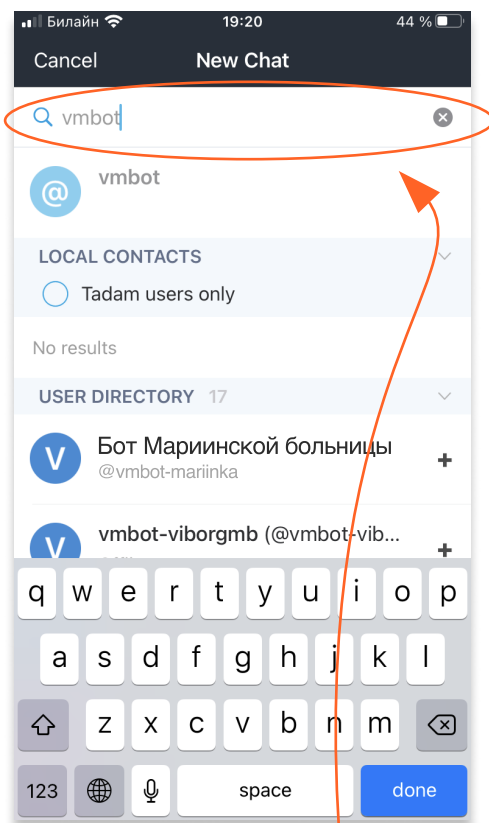 Билайн 19:20 44 %
Cancel New Chat
vmbot
@ vmbot
LOCAL CONTACTS
Tadam users only
No results
USER DIRECTORY 17
V Бот Мариинской больницы +
@vmbot-mariinka
V vmbot-viborgmb (@vmbot-vib... +
q w e r t y u i o p
a s d f g h j k l
z x c v b n m
123 space done